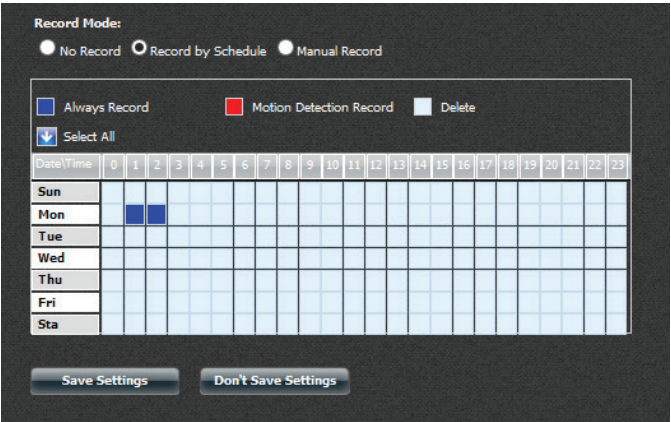 Record Mode:
No Record Record by Schedule Manual Record
Always Record Motion Detection Record Delete
Select All
Date\Time 0 1 2 3 4 5 6 7 8 9 10 11 12 13 14 15 16 17 18 19 20 21 22 23
Sun
Mon
Tue
Wed
Thu
Fri
Sta
Save Settings Don't Save Settings